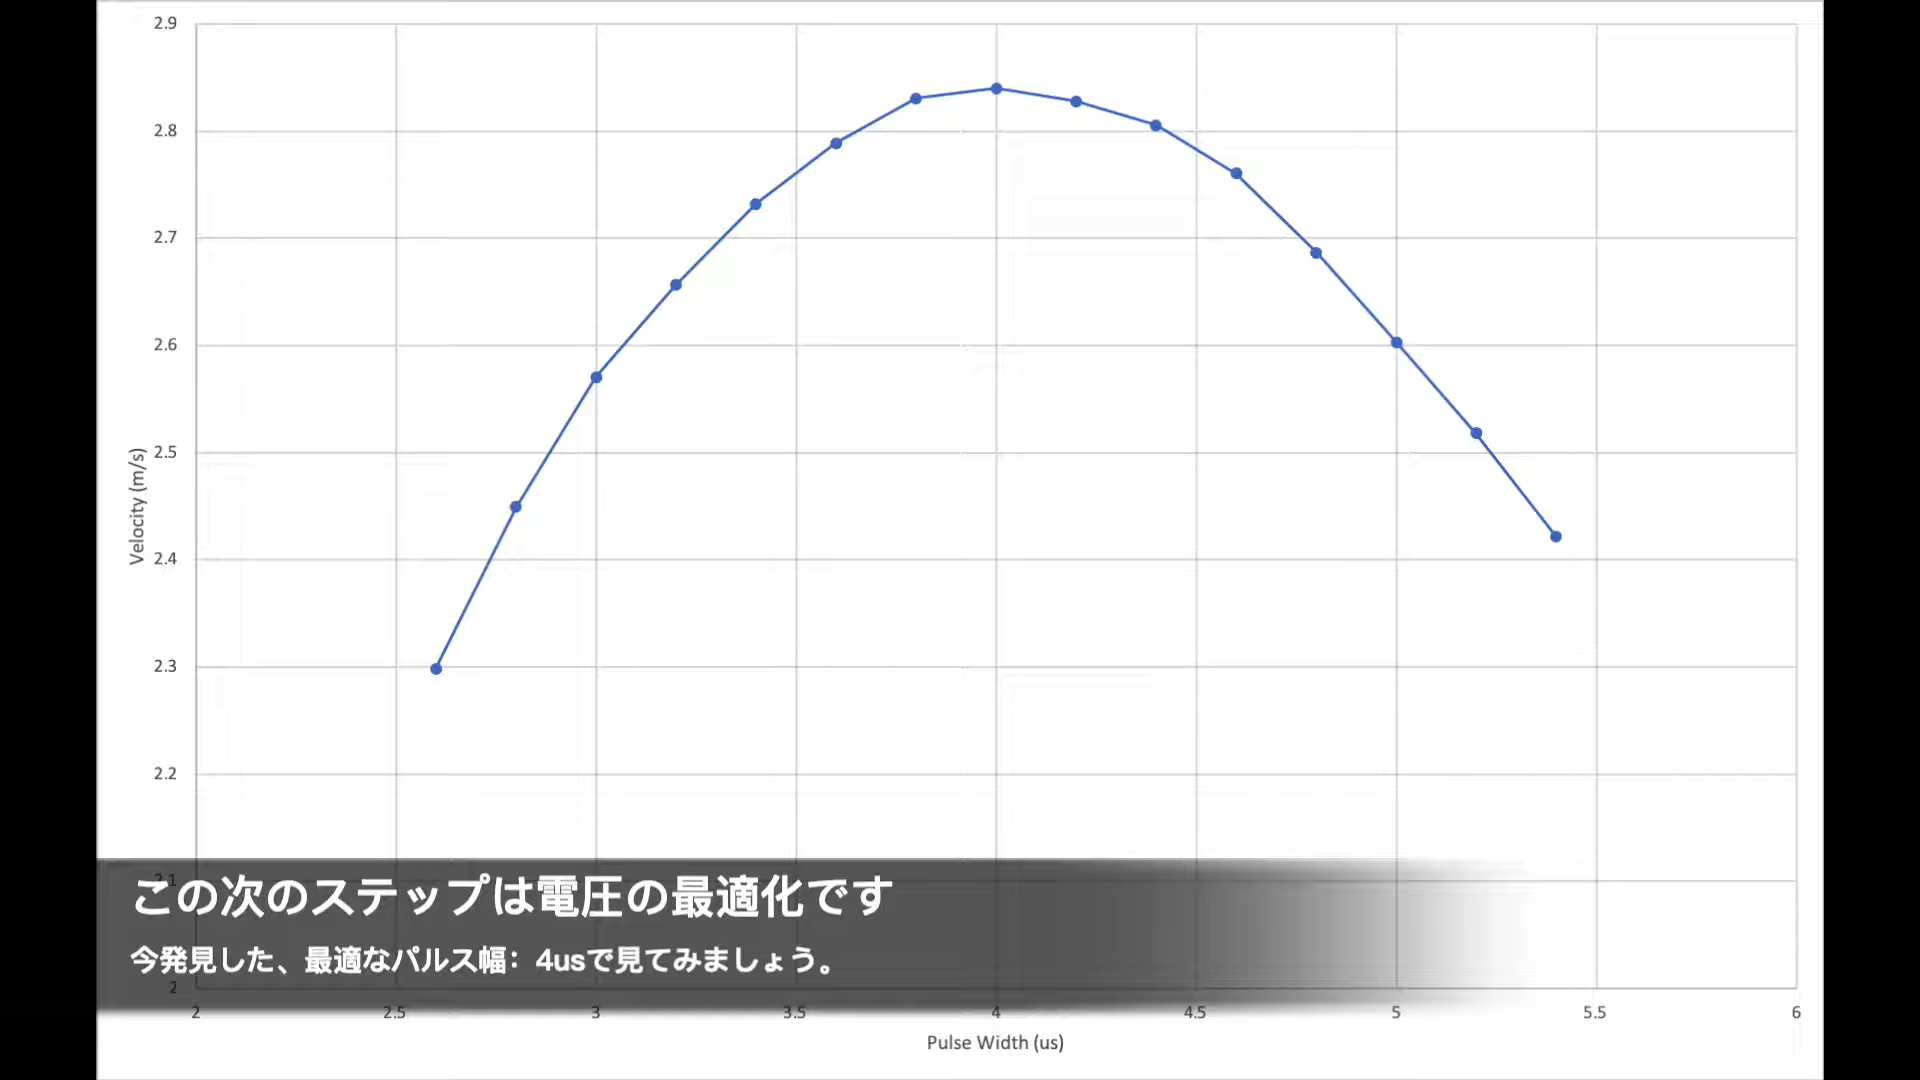 2.9
2.8
2.7
2.6
2.5
2.4
2.3
2.2
2.1
2
Velocity (m/s)
この次のステップは電圧の最適化です
今発見した、最適なパルス幅：4usで見てみましょう。
2 2.5 3 3.5 4 4.5 5 5.5 6
Pulse Width (us)